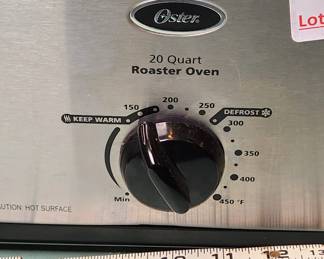 Oster
Lot
20 Quart
Roaster Oven
200
150
250
KEEP WARM
DEFROST
300
350
400
Min
450 °F
AUTION: HOT SURFACE